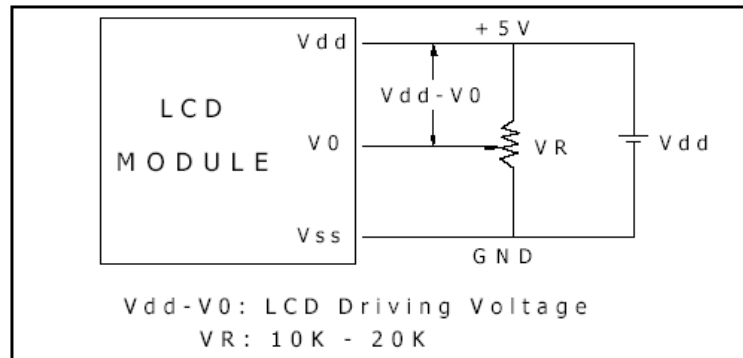 Vdd
+5V
LCD
MODULE
Vdd-V0
V0
VR
Vdd
Vss
GND
Vdd-V0: LCD Driving Voltage
VR: 10K - 20K